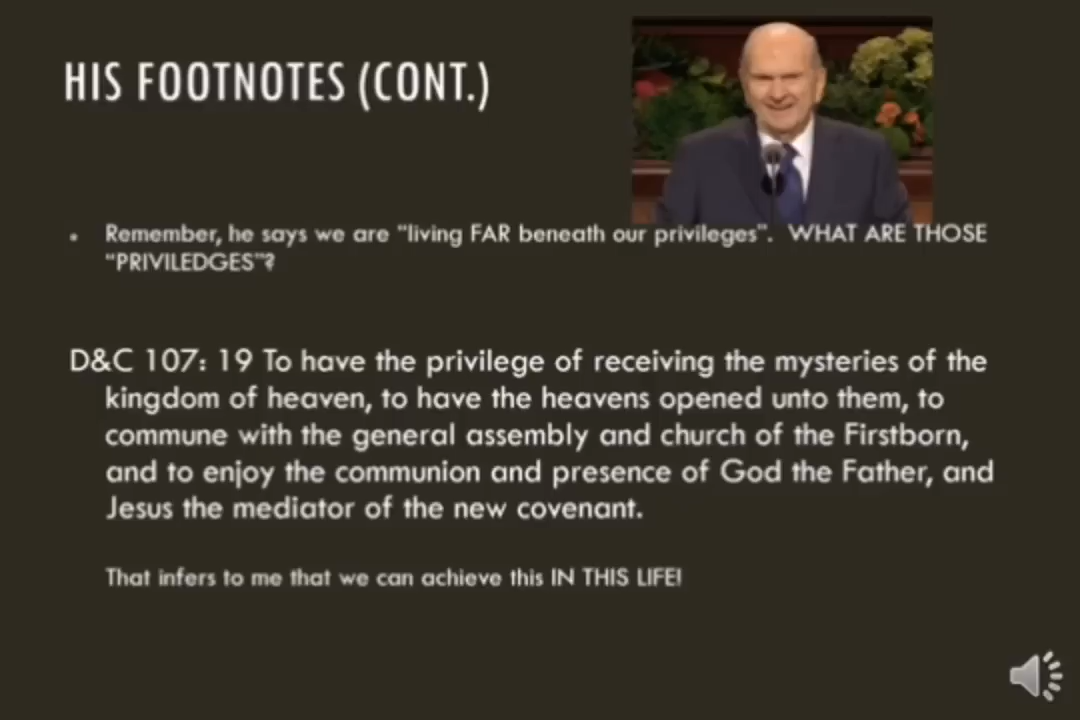 HIS FOOTNOTES (CONT.)
• Remember, he says we are "living FAR beneath our privileges". WHAT ARE THOSE
"PRIVILEDGES"?
D&C 107: 19 To have the privilege of receiving the mysteries of the
kingdom of heaven, to have the heavens opened unto them, to
commune with the general assembly and church of the Firstborn,
and to enjoy the communion and presence of God the Father, and
Jesus the mediator of the new covenant.
That infers to me that we can achieve this IN THIS LIFE!